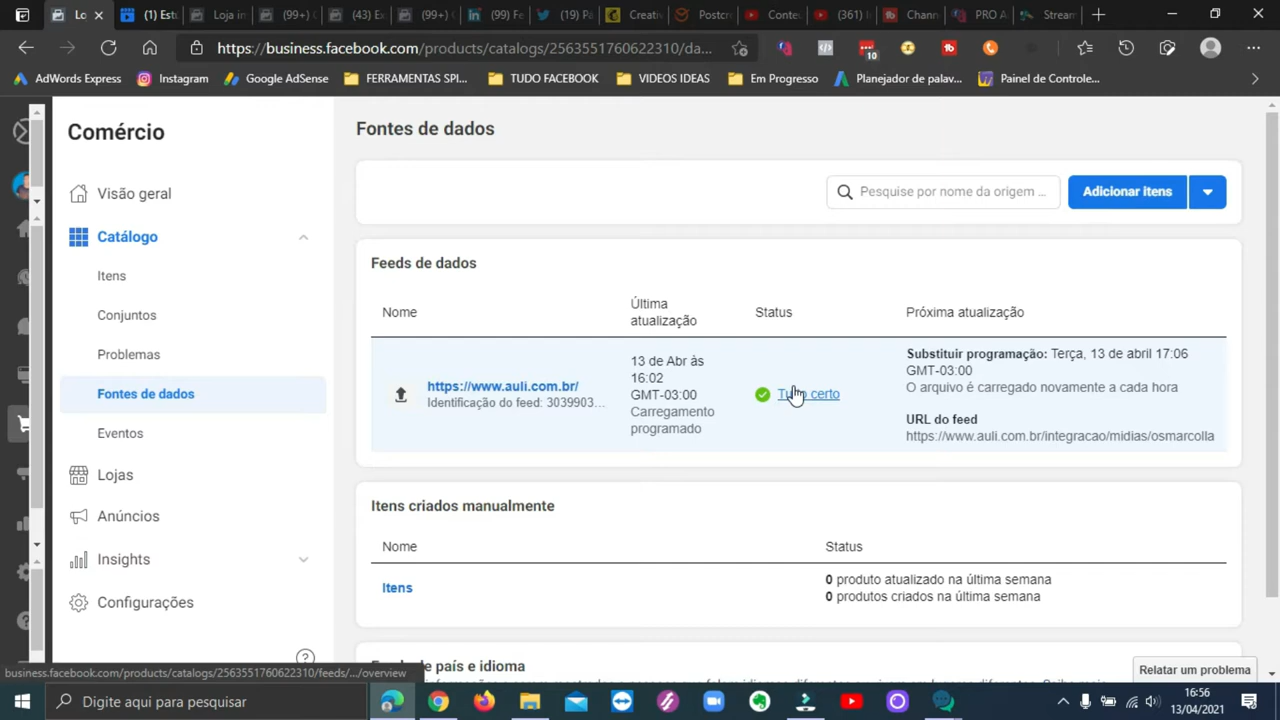 Lo
(1) Estu
Loja in
(99+) (
(43) Ex
(99+) C
(99) Fe
(19) Pa
Creativ
Postcr
Conteu
(361) I
Chann
PRO A
Stream
https://business.facebook.com/products/catalogs/2563551760622310/da...
10
AdWords Express
Instagram
Google AdSense
FERRAMENTAS SPI...
TUDO FACEBOOK
VIDEOS IDEAS
Em Progresso
Planejador de palav...
Painel de Controle...
Comércio
Visão geral
Catálogo
Itens
Conjuntos
Problemas
Fontes de dados
Eventos
Lojas
Anúncios
Insights
Configurações
Fontes de dados
Pesquise por nome da origem ...
Adicionar itens
Feeds de dados
Nome
Última
atualização
Status
Próxima atualização
https://www.auli.com.br/
Identificação do feed: 3039903...
13 de Abr às
16:02
GMT-03:00
Carregamento
programado
Tudo certo
Substituir programação: Terça, 13 de abril 17:06
GMT-03:00
O arquivo é carregado novamente a cada hora
URL do feed
https://www.auli.com.br/integracao/midias/osmarcolla
Itens criados manualmente
Nome
Status
Itens
0 produto atualizado na última semana
0 produtos criados na última semana
de país e idioma
Relatar um problema
business.facebook.com/products/catalogs/2563551760622310/feeds/.../overview
Digite aqui para pesquisar
16:56
13/04/2021